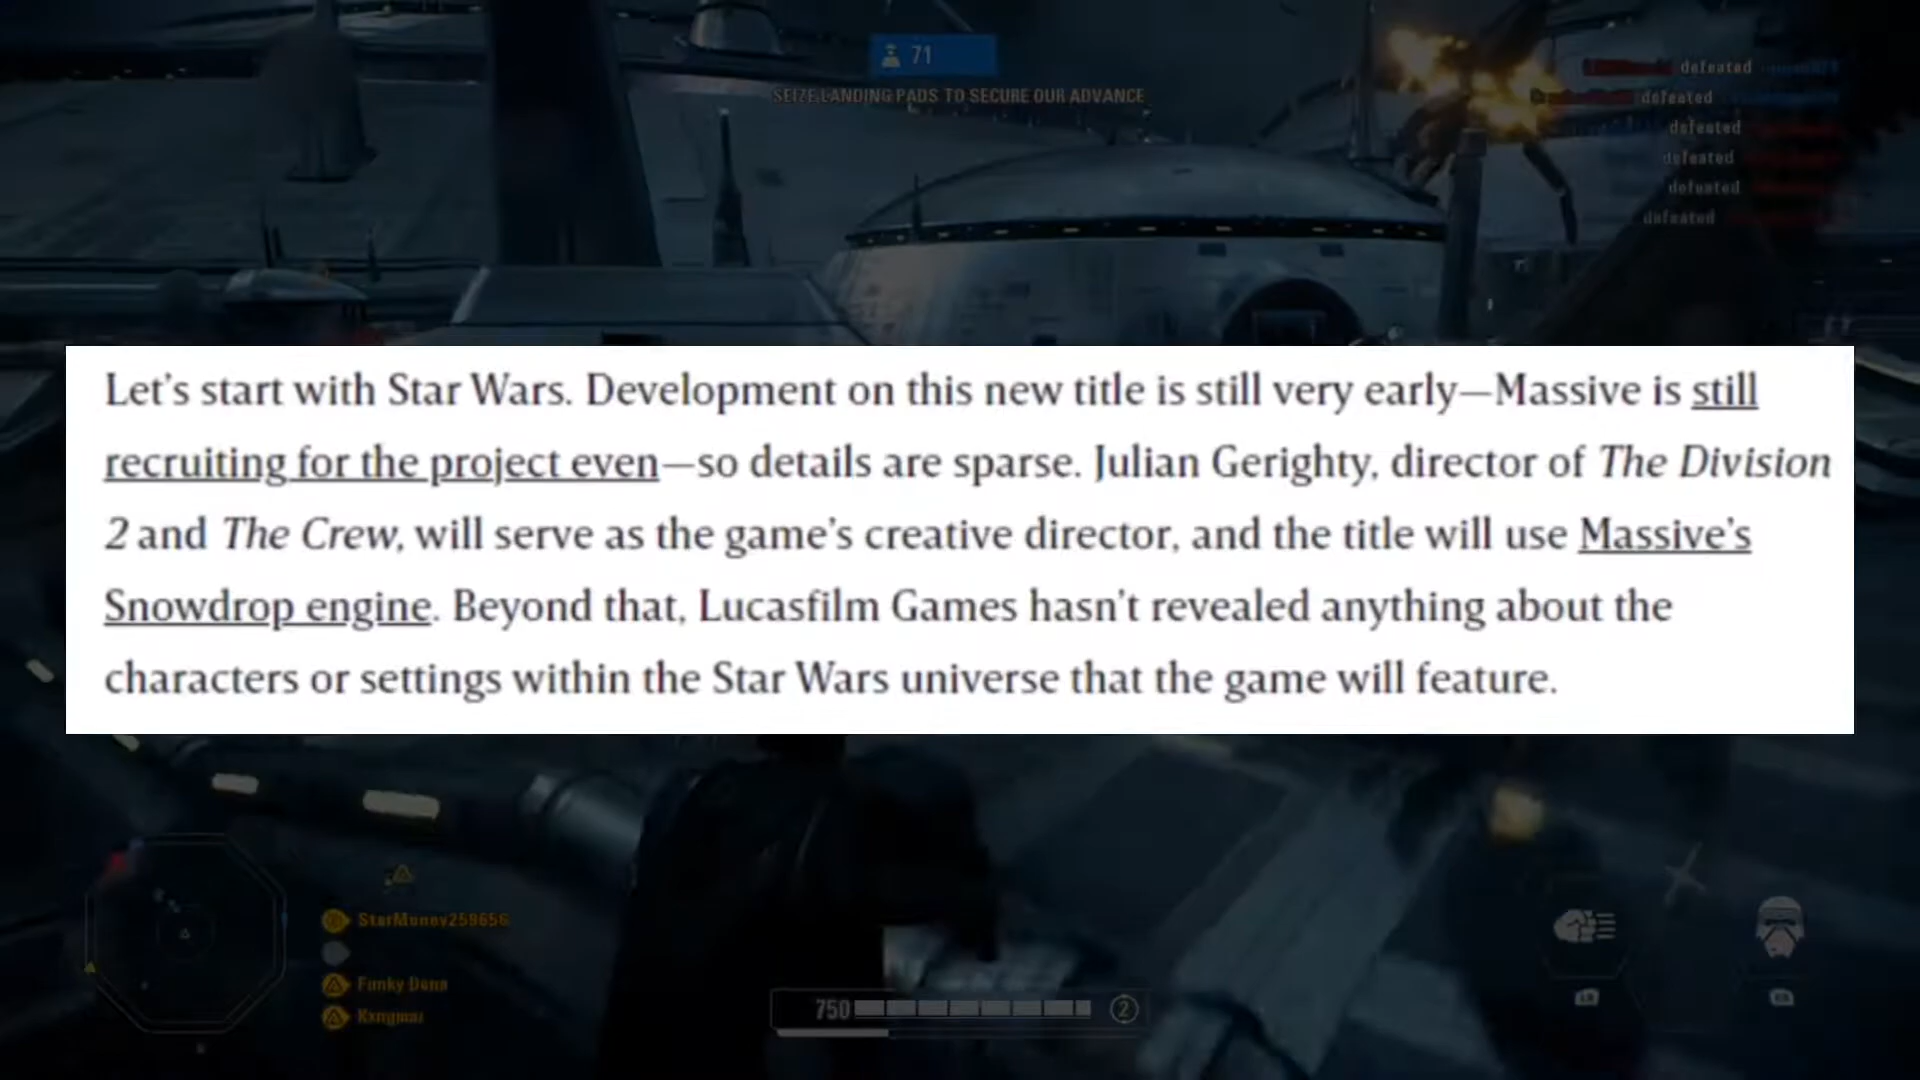 71
SEIZE LANDING PADS TO SECURE OUR ADVANCE
defeated
defeated
defeated
defeated
defeated
defeated
Let’s start with Star Wars. Development on this new title is still very early—Massive is still
recruiting for the project even—so details are sparse. Julian Gerighty, director of The Division
2 and The Crew, will serve as the game’s creative director, and the title will use Massive’s
Snowdrop engine. Beyond that, Lucasfilm Games hasn’t revealed anything about the
characters or settings within the Star Wars universe that the game will feature.
StarMunny259656
Funky Dena
750
2